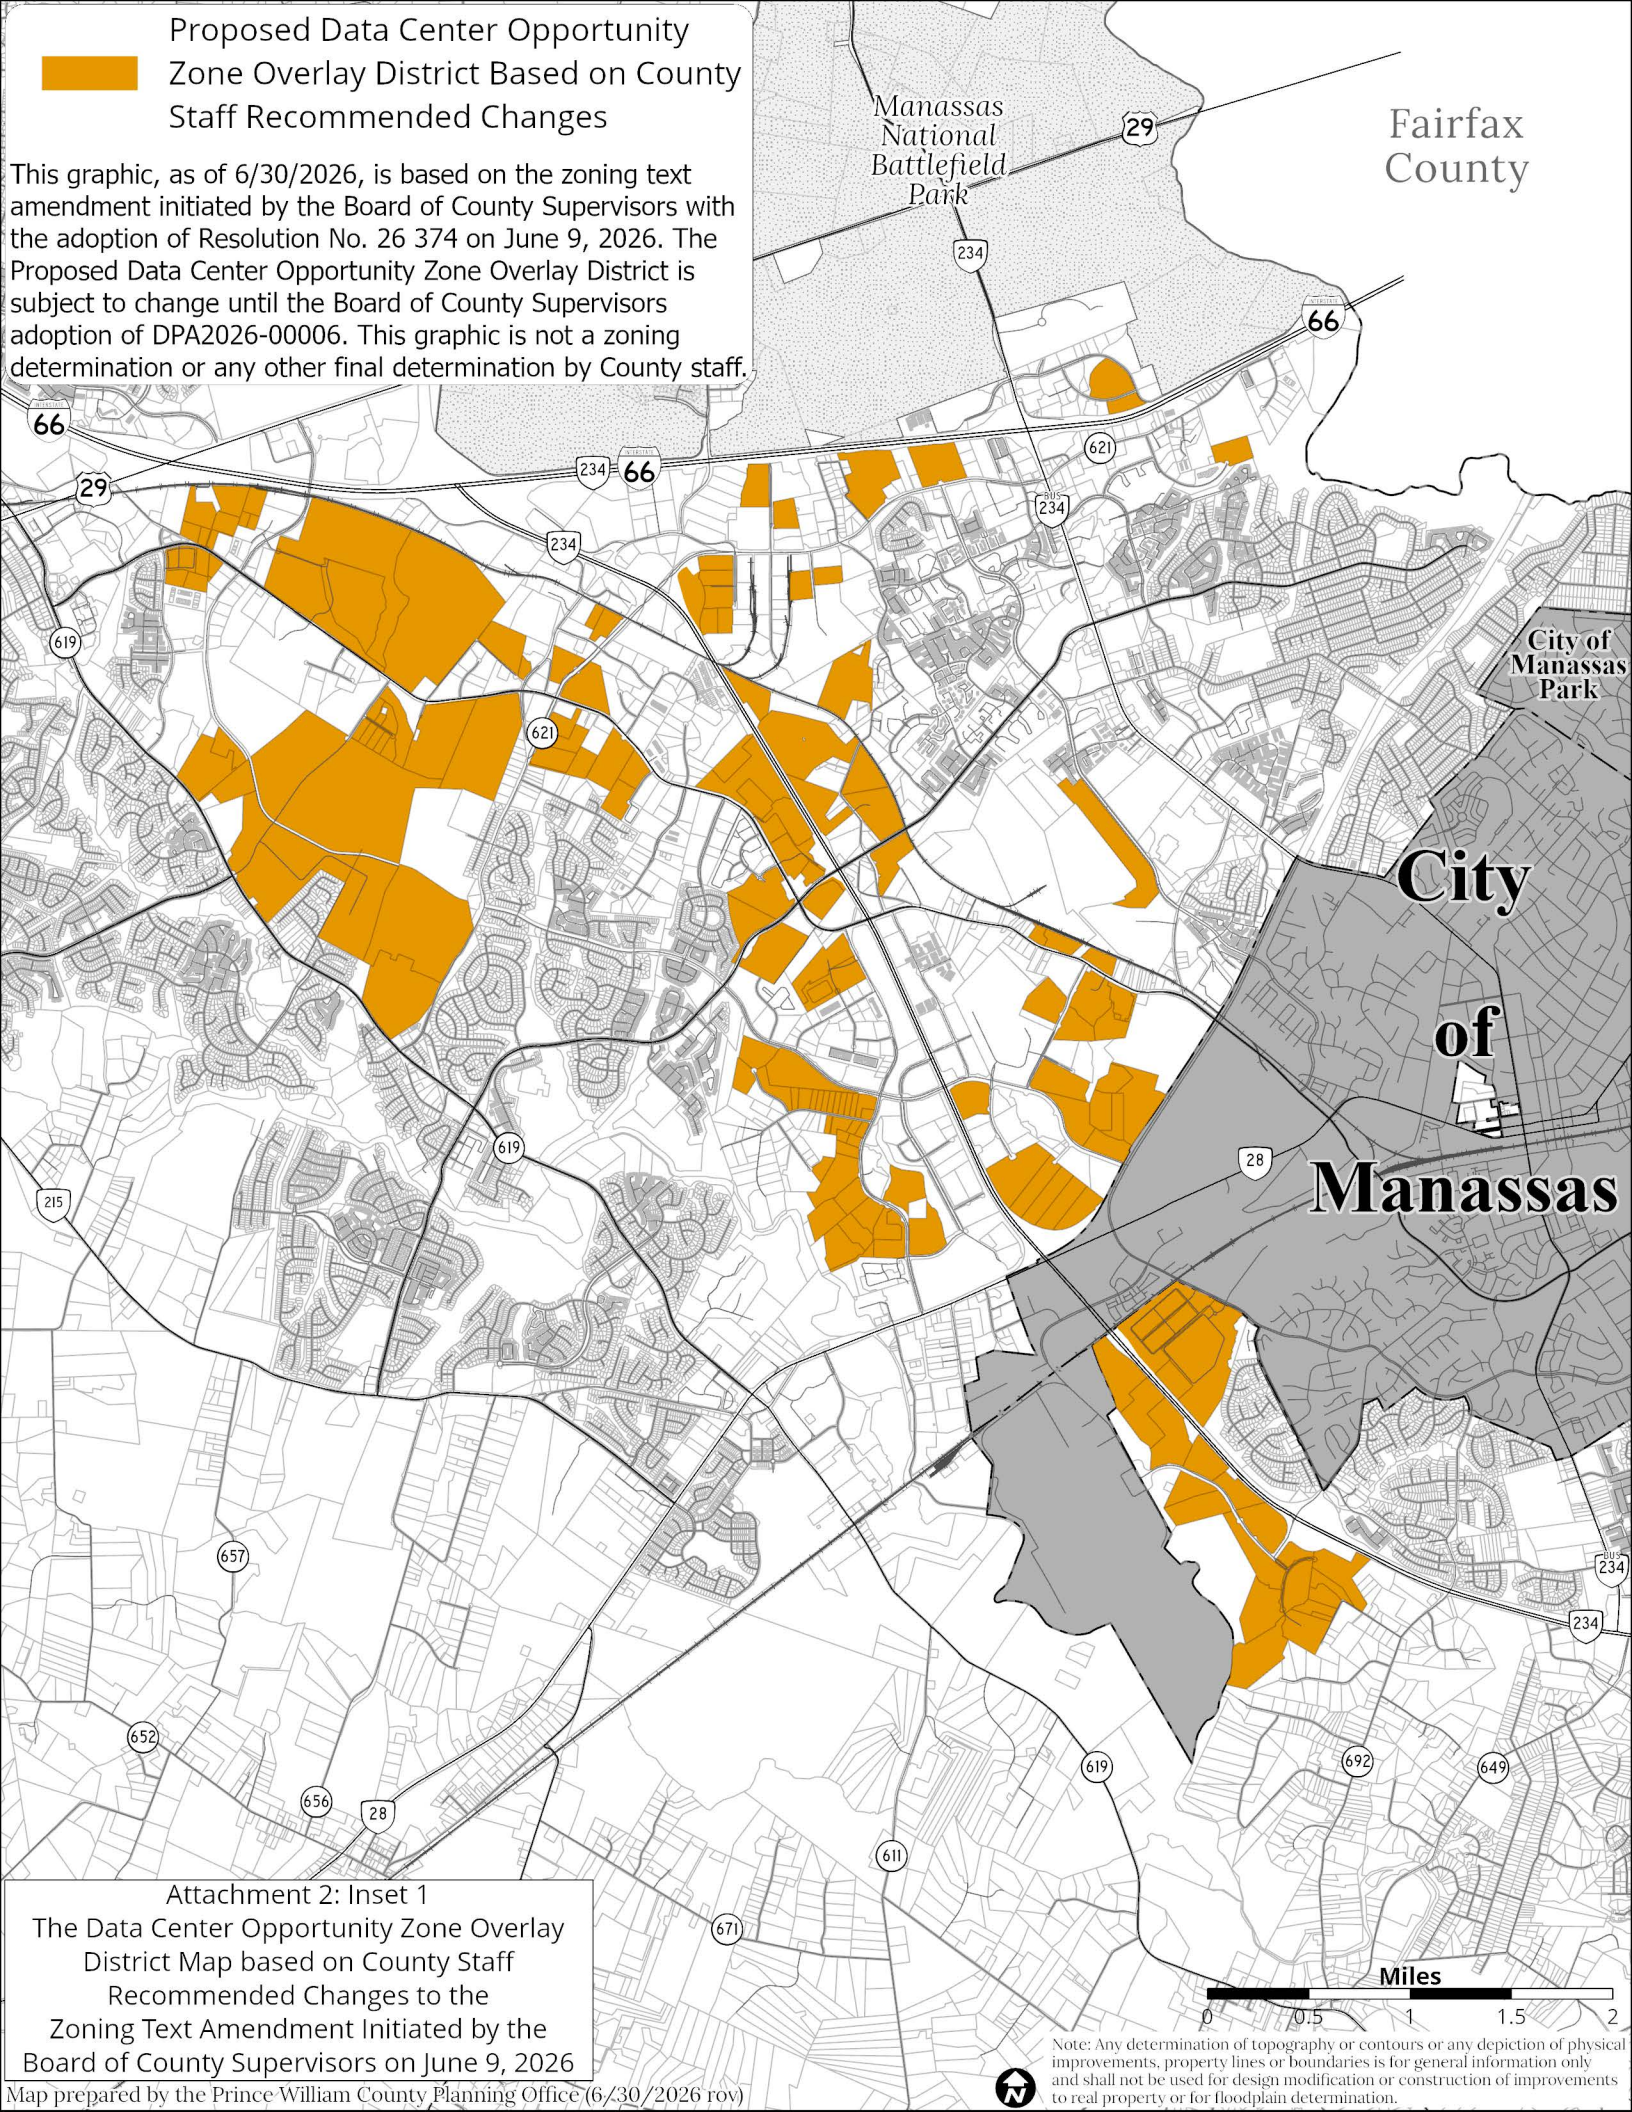 Proposed Data Center Opportunity
Zone Overlay District Based on County
Staff Recommended Changes
This graphic, as of 6/30/2026, is based on the zoning text
amendment initiated by the Board of County Supervisors with
the adoption of Resolution No. 26 374 on June 9, 2026. The
Proposed Data Center Opportunity Zone Overlay District is
subject to change until the Board of County Supervisors
adoption of DPA2026-00006. This graphic is not a zoning
determination or any other final determination by County staff.
Manassas
National
Battlefield
Park
29
Fairfax
County
234
INTERSTATE
66
INTERSTATE
66
621
234
INTERSTATE
66
29
BUS
234
234
619
City of
Manassas
Park
621
City
of
Manassas
28
619
215
657
BUS
234
234
652
656
28
619
692
649
611
671
Attachment 2: Inset 1
The Data Center Opportunity Zone Overlay
District Map based on County Staff
Recommended Changes to the
Zoning Text Amendment Initiated by the
Board of County Supervisors on June 9, 2026
Map prepared by the Prince William County Planning Office (6/30/2026 rov)
Miles
0 0.5 1 1.5 2
N
Note: Any determination of topography or contours or any depiction of physical
improvements, property lines or boundaries is for general information only
and shall not be used for design modification or construction of improvements
to real property or for floodplain determination.